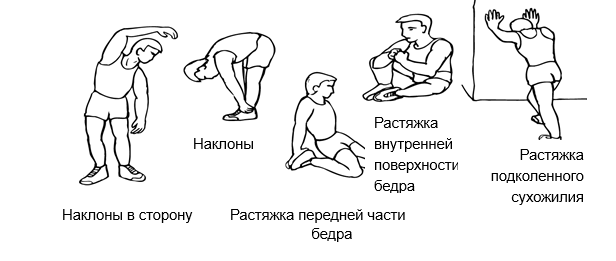 Наклоны
Растяжка
внутренней
поверхности
бедра
Растяжка
подколенного
сухожилия
Наклоны в сторону
Растяжка передней части
бедра